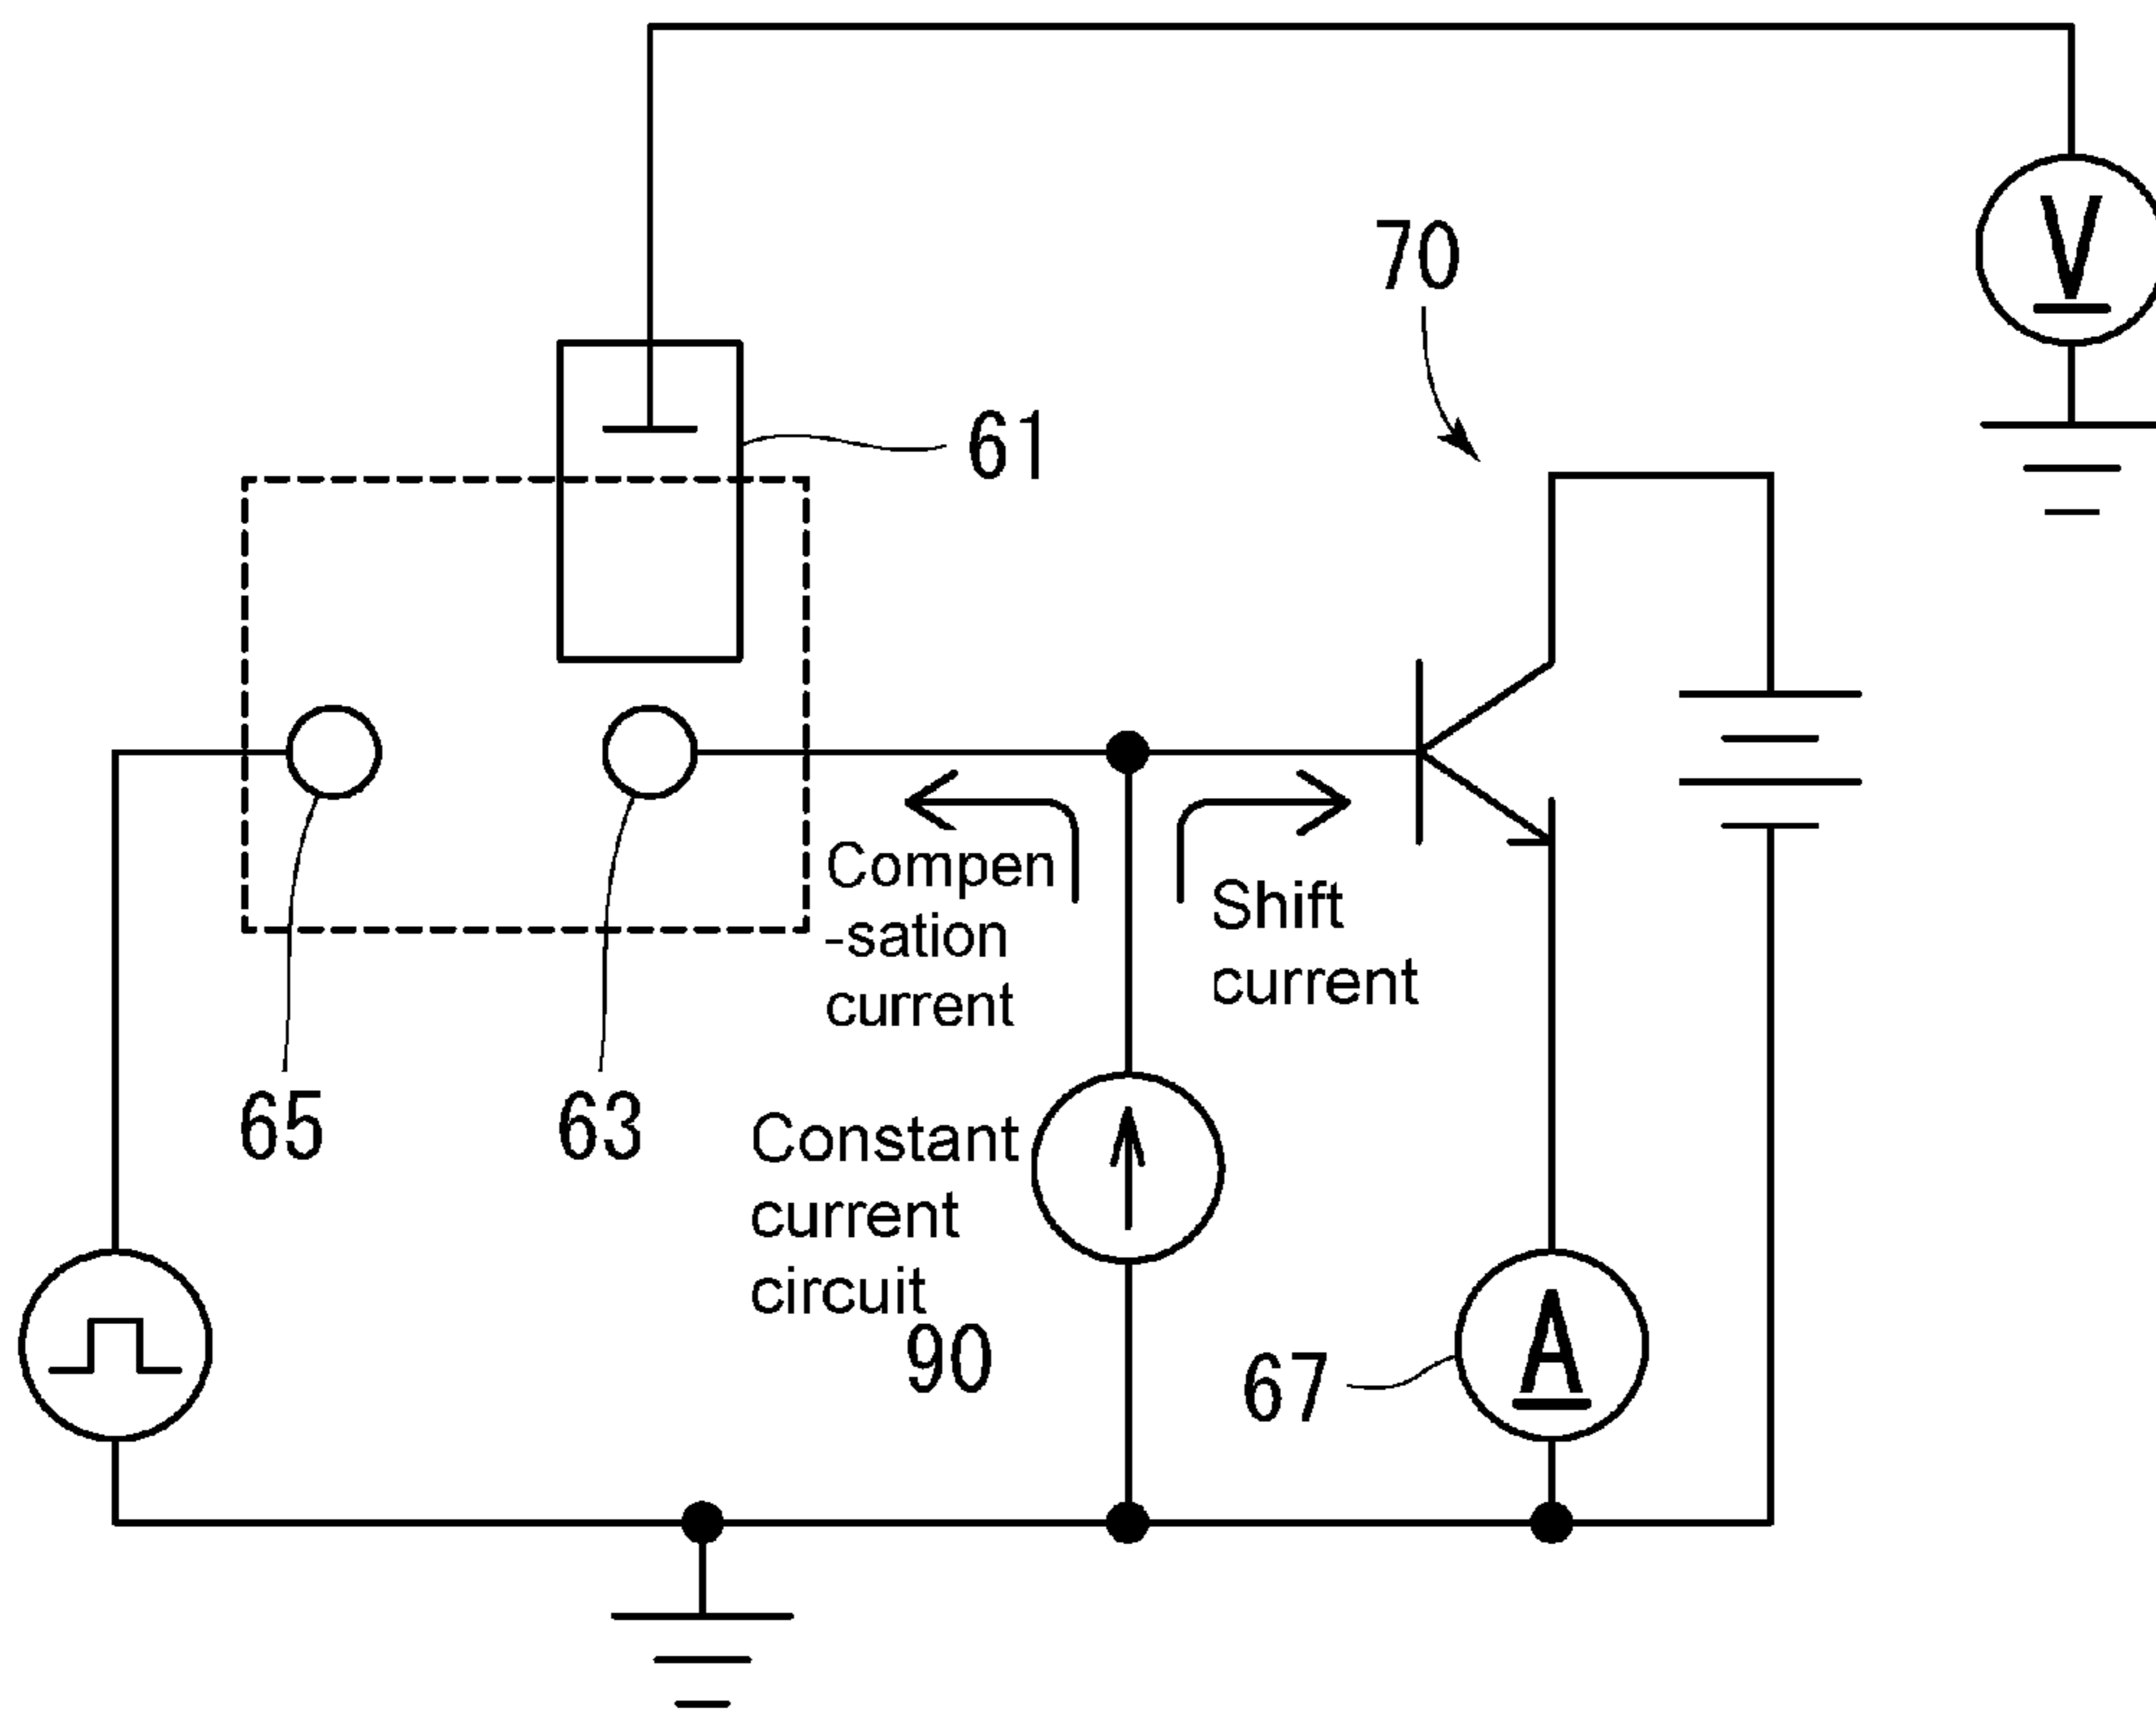 V
70
61
Compen
-sation
current
Shift
current
65
63
Constant
current
circuit
90
67
A